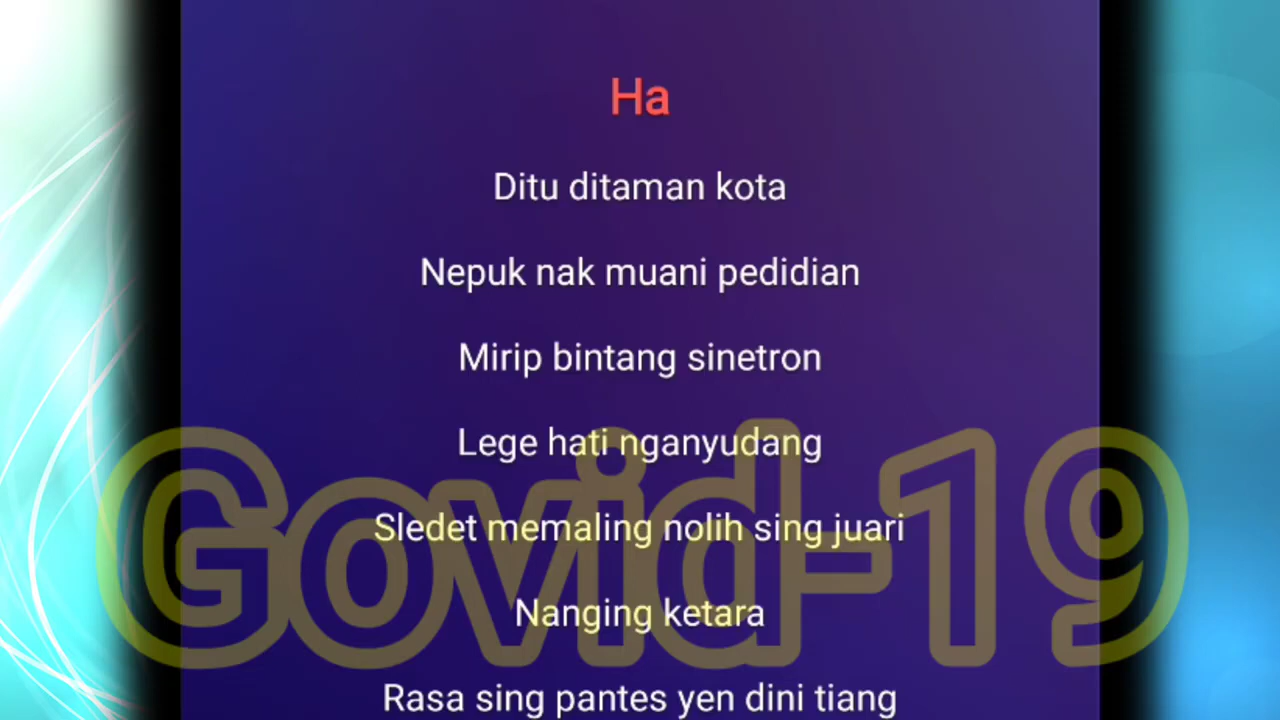 Ha
Ditu ditaman kota
Nepuk nak muani pedidian
Mirip bintang sinetron
Lege hati nganyudang
Sledet memaling nolih sing juari
Nanging ketara
Rasa sing pantes yen dini tiang
Govid-19